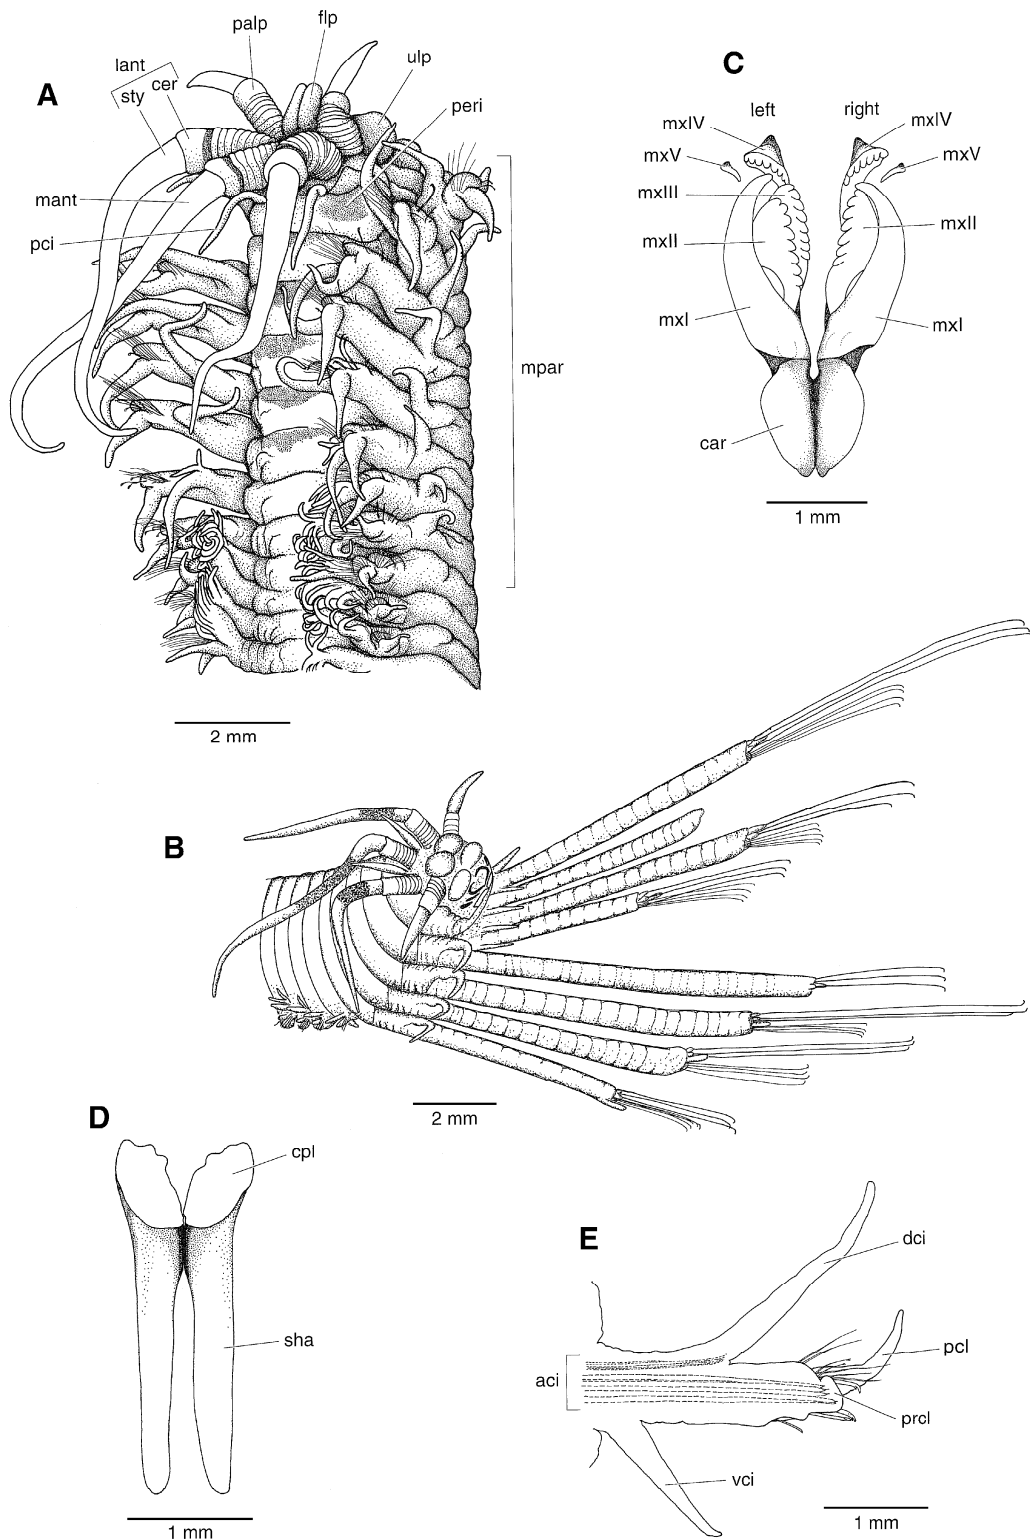 A
palp
flp
ulp
peri
lant
sty
cer
mant
pci
mpar
2 mm
C
left
right
mxIV
mxIV
mxV
mxV
mxIII
mxII
mxII
mxI
mxI
car
1 mm
B
2 mm
D
cpl
sha
1 mm
E
dci
pcl
aci
prcl
vci
1 mm